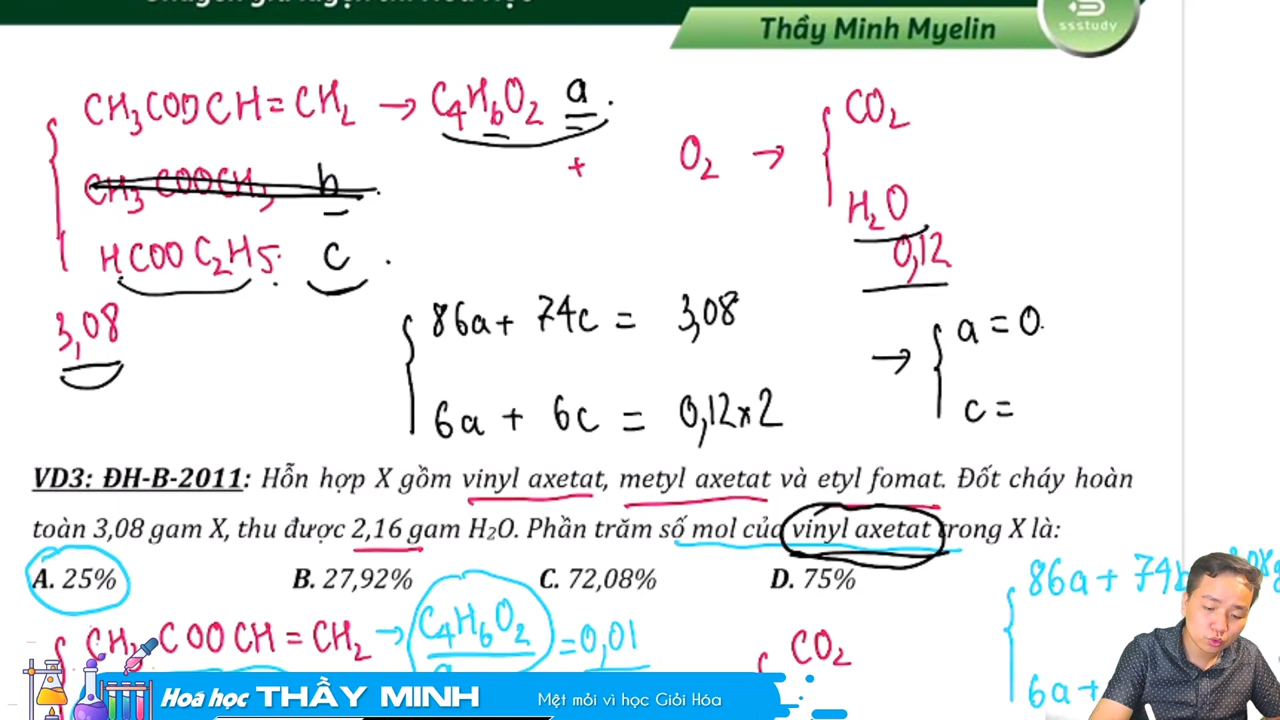 Thầy Minh Myelin
ssstudy
CH3COOCH=CH2 → C4H6O2 a
+ O2 → CO2
CH3COOCH3 b
H2O
0,12
HCOOC2H5 c
3,08
86a + 74c = 3,08
6a + 6c = 0,12x2
→ a = 0
c =
VD3: ĐH-B-2011: Hỗn hợp X gồm vinyl axetat, metyl axetat và etyl fomat. Đốt cháy hoàn
toàn 3,08 gam X, thu được 2,16 gam H₂O. Phần trăm số mol của vinyl axetat trong X là:
A. 25% B. 27,92% C. 72,08% D. 75%
86a + 74b
CH3COOCH=CH2 → C4H6O2 = 0,01
CO2
6a+
Hoá học THẦY MINH Mệt mỏi vì học Giỏi Hóa